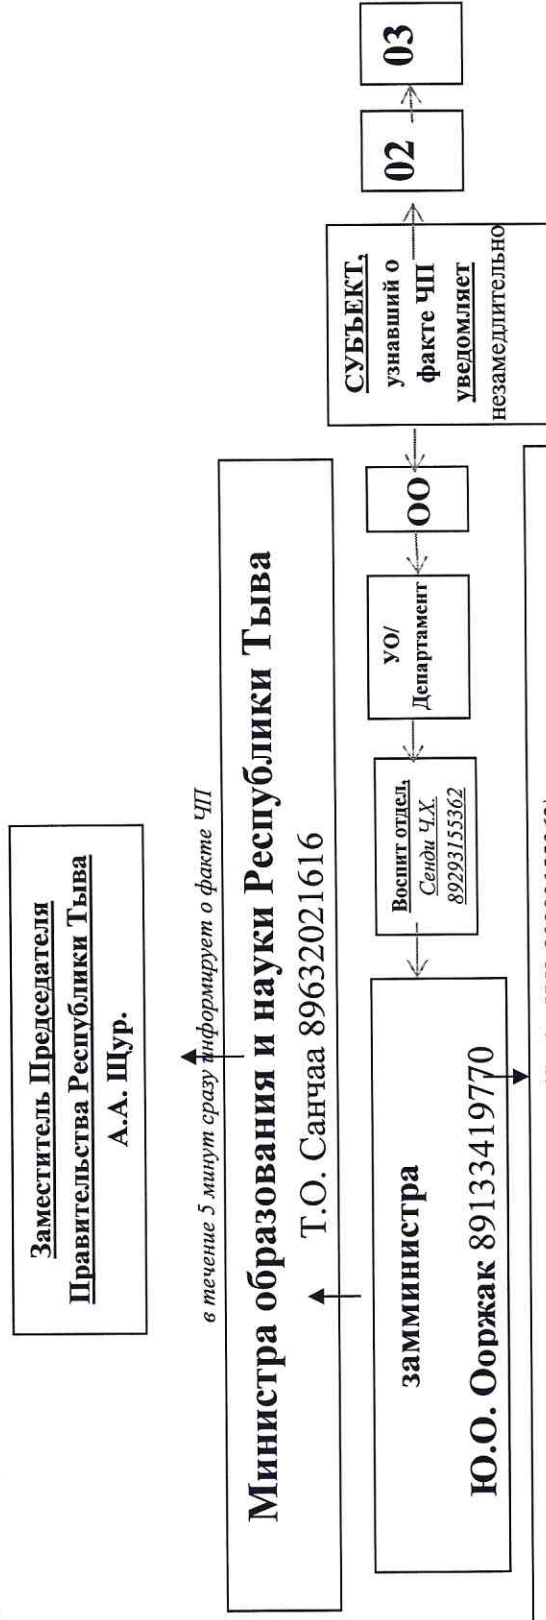 Заместитель Председателя
Правительства Республики Тыва
А.А. Щур.
в течение 5 минут сразу информирует о факте ЧП
Министра образования и науки Республики Тыва
Т.О. Санчаа 89632021616
замминистра
Ю.О. Ооржак 89133419770
Воспит отдел,
Сенди Ч.Х.
89293155362
УО/
Департамент
ОО
СУБЪЕКТ,
узнавший о
факте ЧП
уведомляет
незамедлительно
02
03